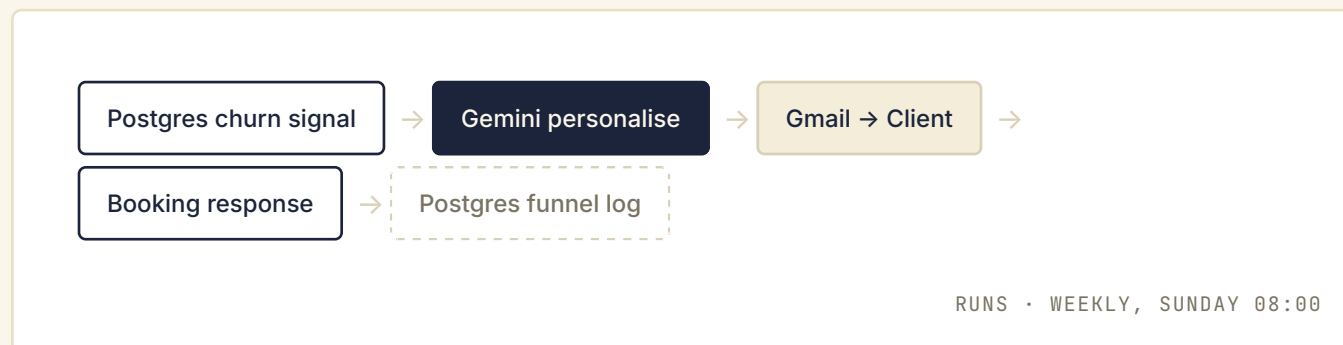 Postgres churn signal → Gemini personalise → Gmail → Client →
Booking response → Postgres funnel log
RUNS · WEEKLY, SUNDAY 08:00